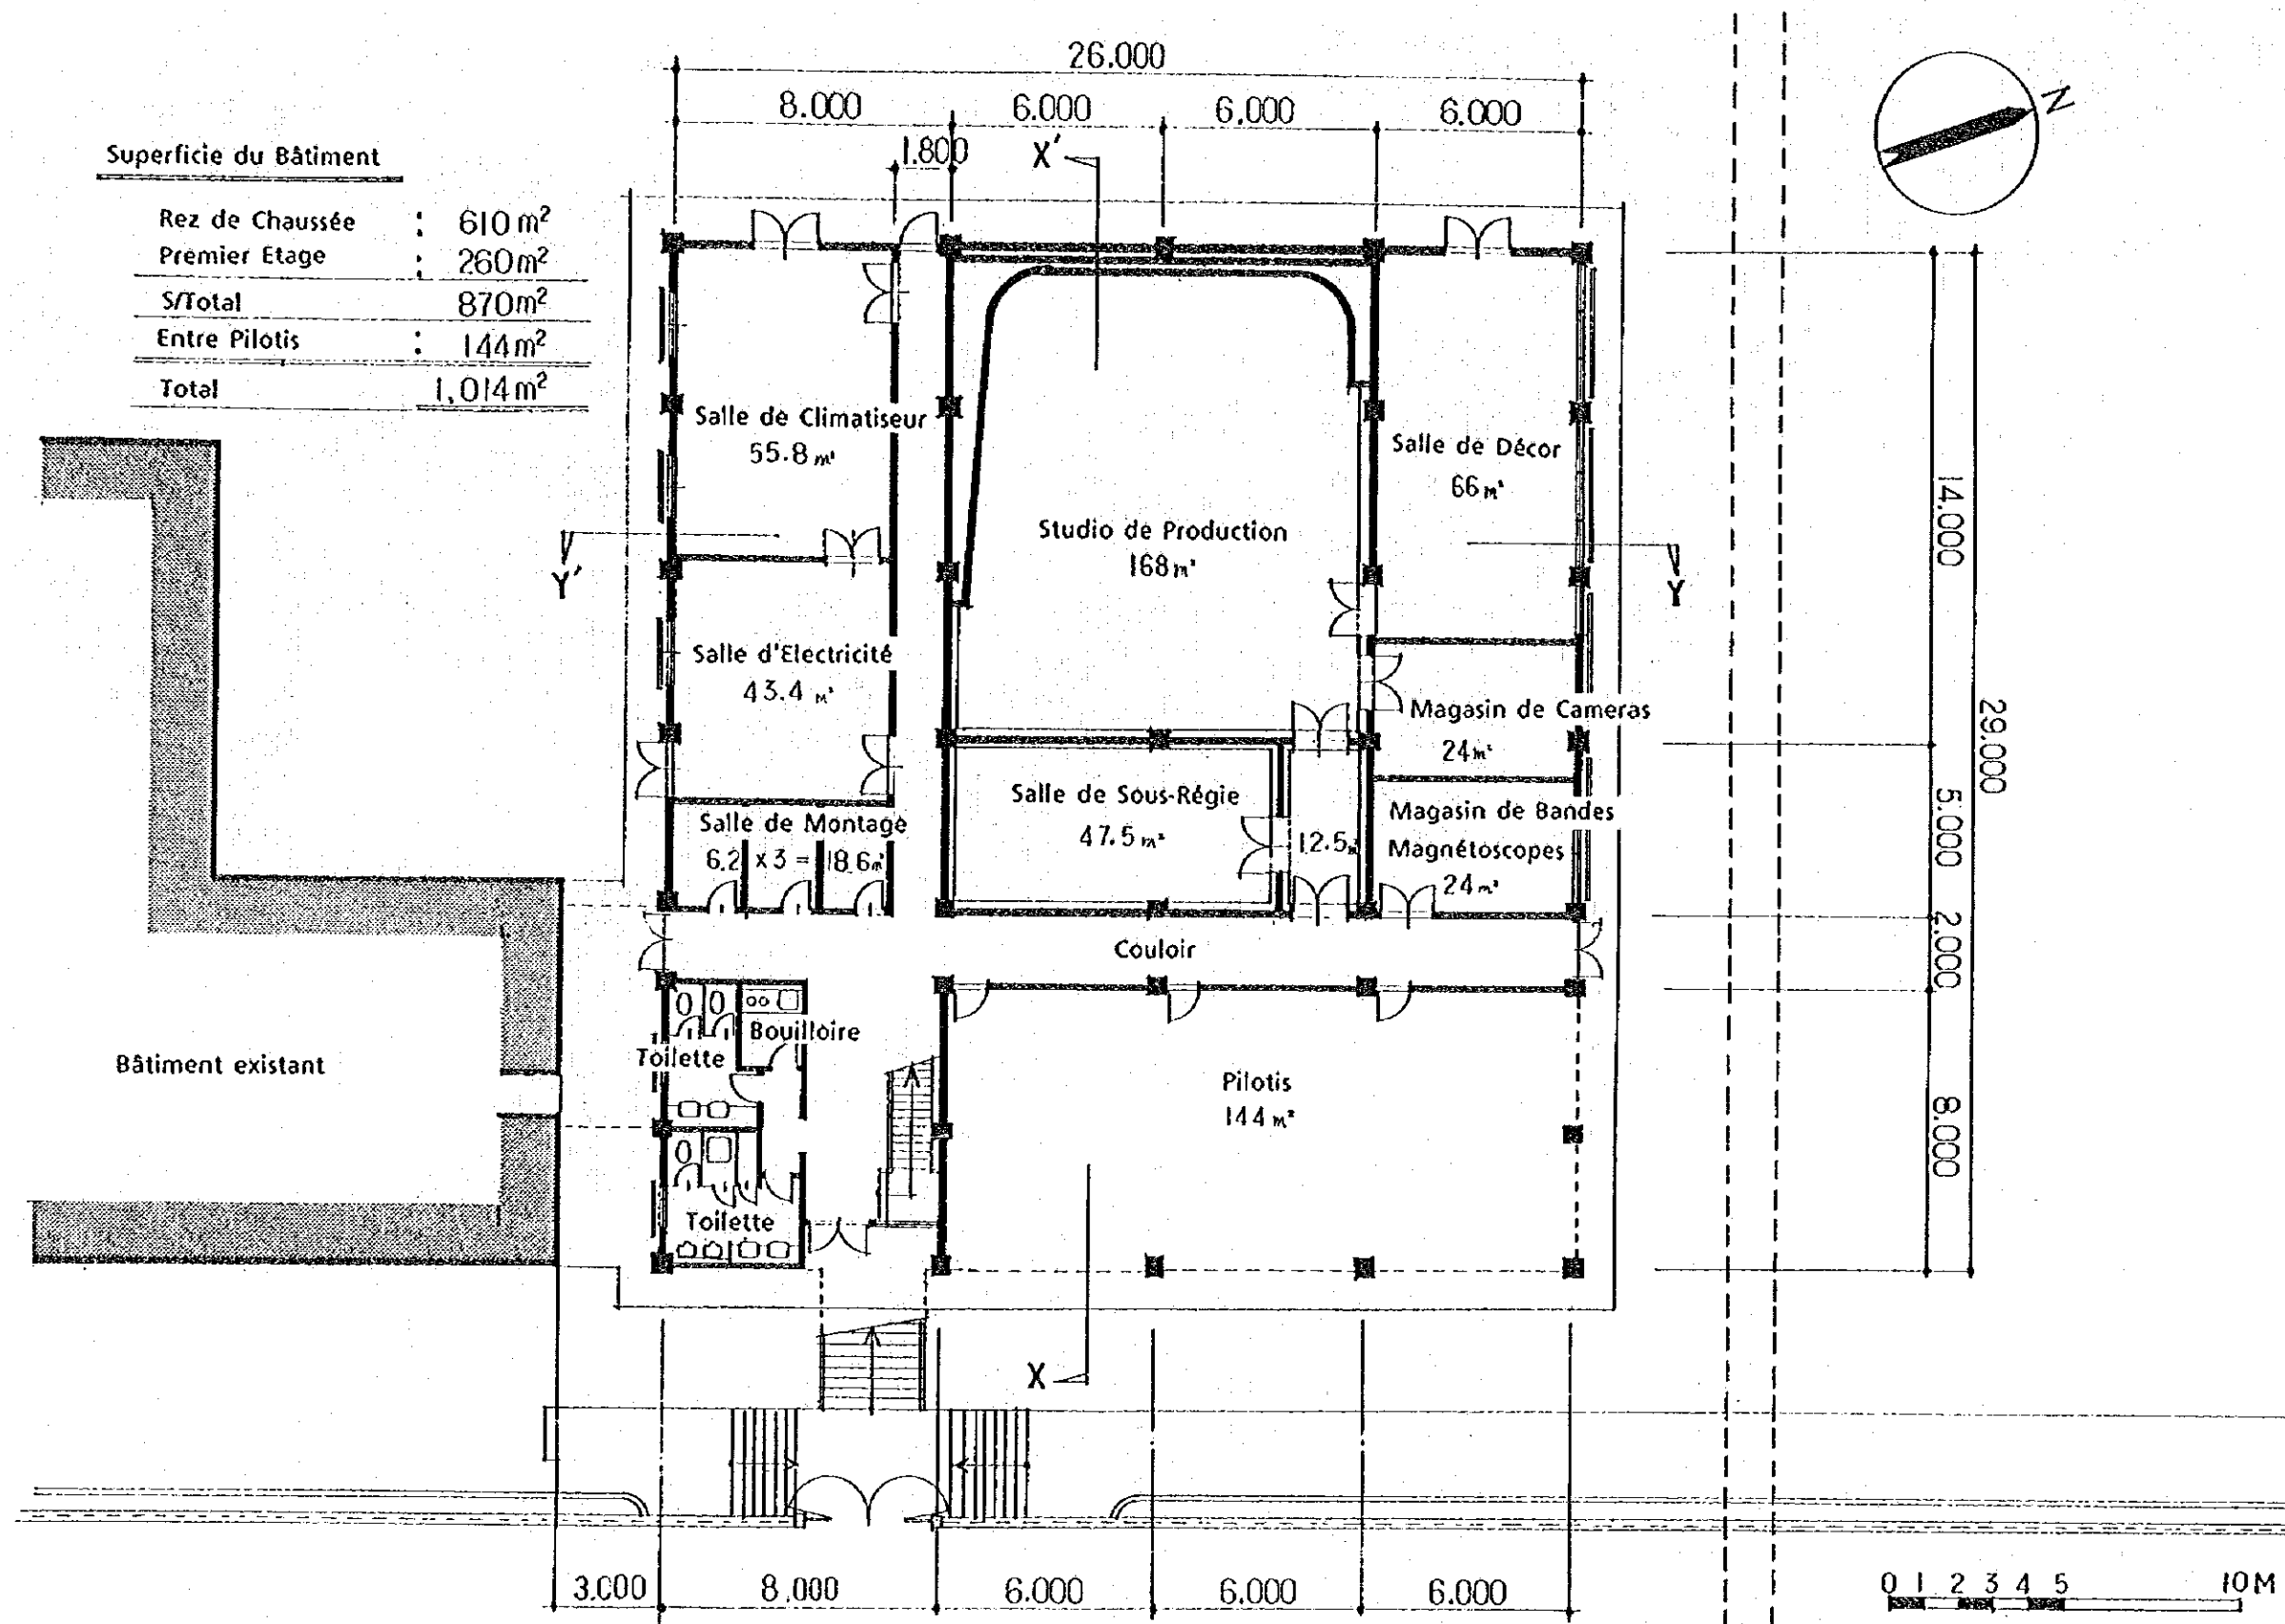 26.000
8.000 6.000 6.000 6.000
1.800
X'
N
Superficie du Bâtiment
Rez de Chaussée : 610 m²
Premier Etage : 260 m²
S/Total 870 m²
Entre Pilotis : 144 m²
Total 1,014 m²
Salle de Climatiseur
55.8 m²
Salle de Décor
66 m²
Studio de Production
168 m²
Y'
Y
14.000
Salle d'Electricité
43.4 m²
Magasin de Cameras
24 m²
29.000
Salle de Sous-Régie
47.5 m²
12.5 m²
Salle de Montage
6.2 x 3 = 18.6 m²
Magasin de Bandes
Magnétoscopes
24 m²
5.000
Couloir
2.000
Bouilloire
Toilette
Bâtiment existant
Pilotis
144 m²
8.000
Toilette
X
3.000 8.000 6.000 6.000 6.000
0 1 2 3 4 5 10 M